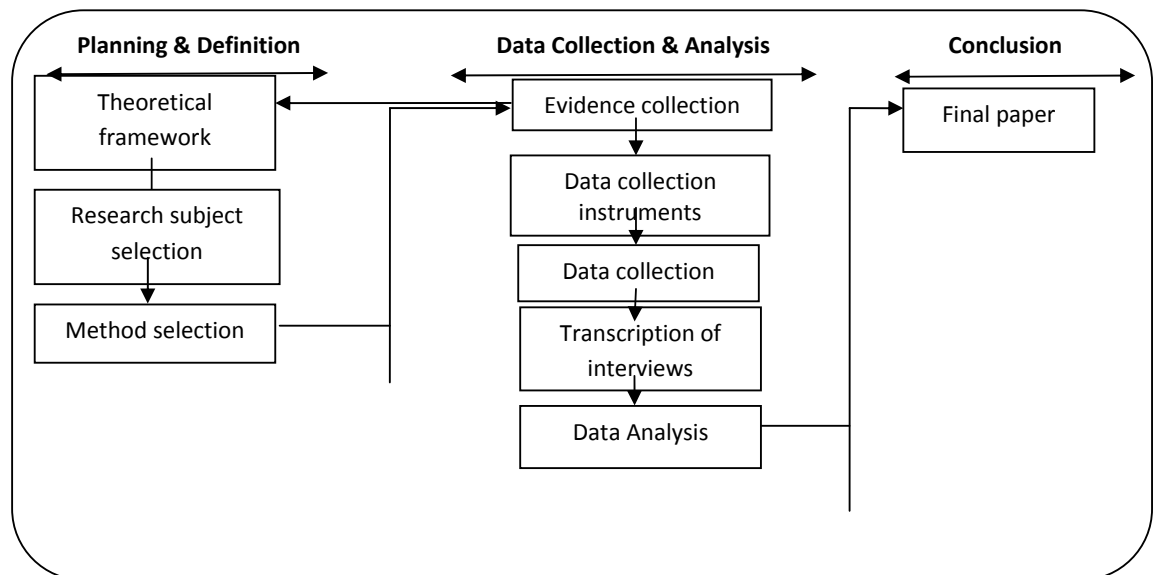 Planning & Definition
Theoretical
framework
Research subject
selection
Method selection
Data Collection & Analysis
Evidence collection
Data collection
instruments
Data collection
Transcription of
interviews
Data Analysis
Conclusion
Final paper